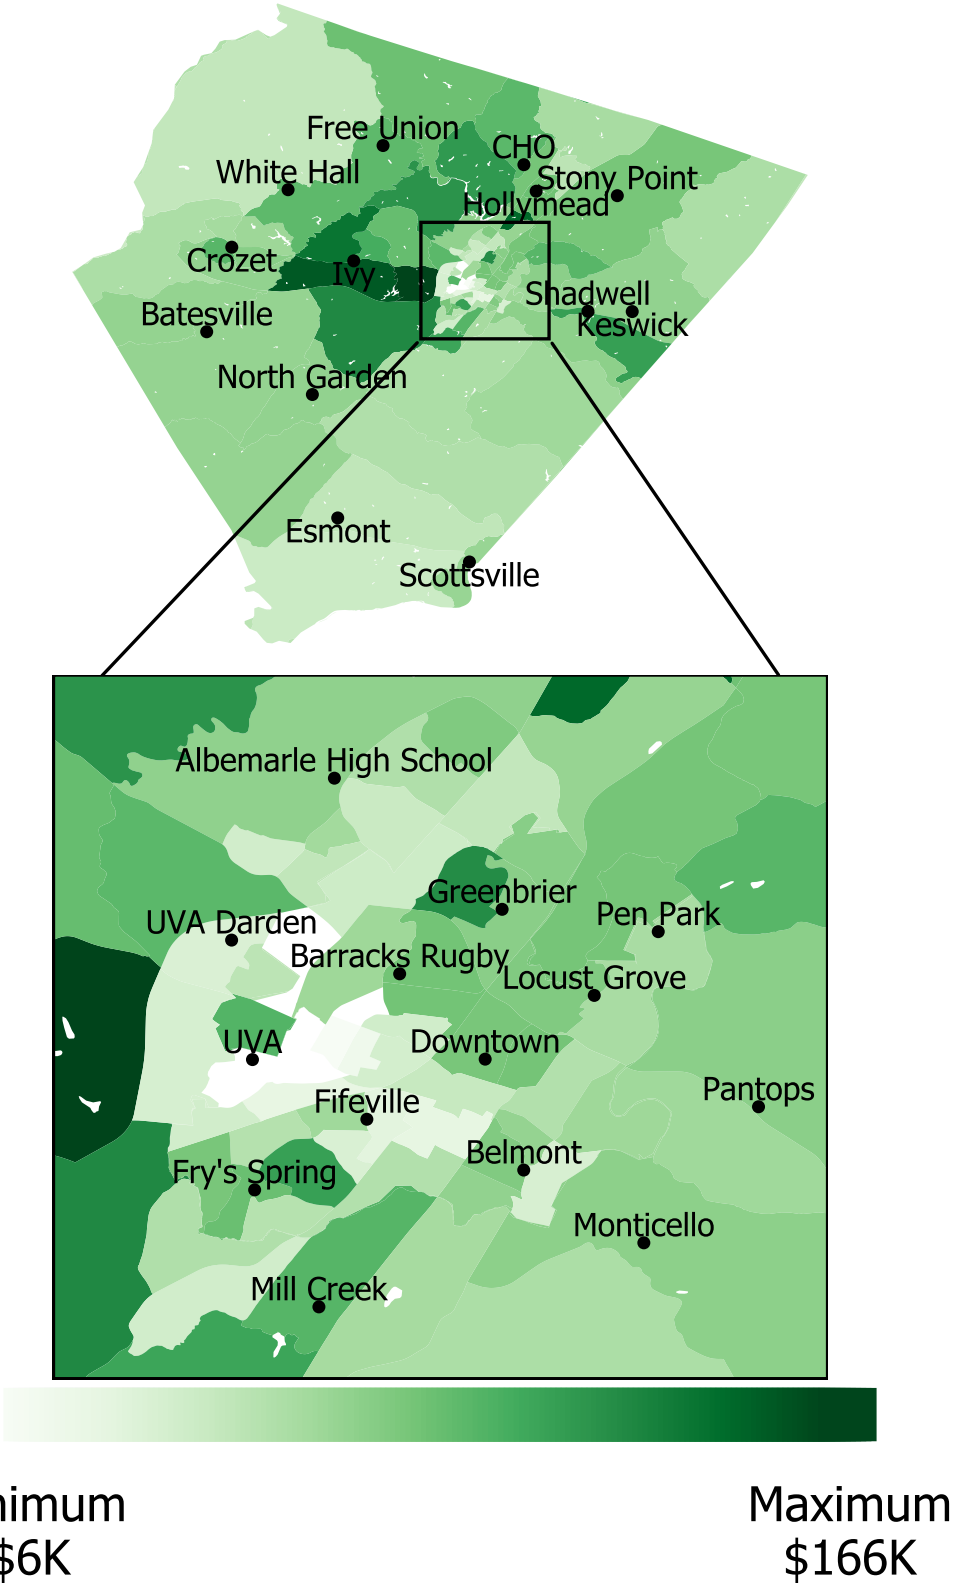 Free Union
CHO
White Hall
Stony Point
Hollymead
Crozet
Ivy
Shadwell
Batesville
Keswick
North Garden
Esmont
Scottsville
Albemarle High School
Greenbrier
UVA Darden
Pen Park
Barracks Rugby
Locust Grove
UVA
Downtown
Pantops
Fifeville
Belmont
Fry's Spring
Monticello
Mill Creek
nimum
Maximum
$6K
$166K